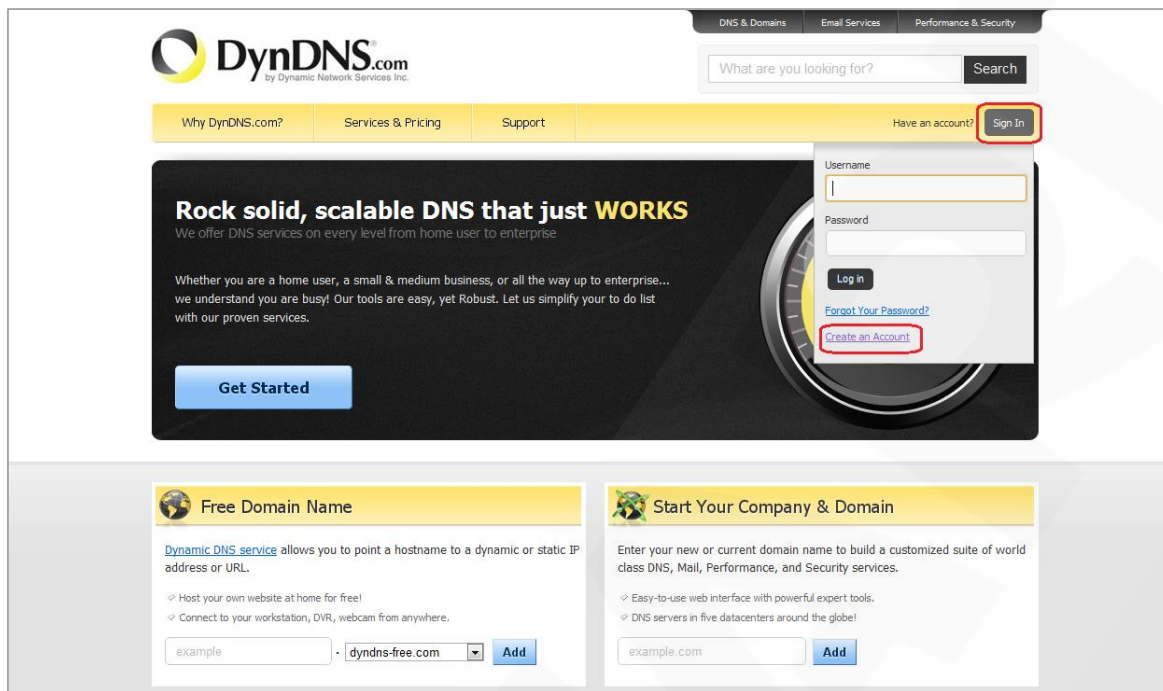 DNS & Domains Email Services Performance & Security
DynDNS.com
by Dynamic Network Services Inc.
What are you looking for? Search
Why DynDNS.com? Services & Pricing Support Have an account? Sign In
Username
Password
Log in
Forgot Your Password?
Create an Account
Rock solid, scalable DNS that just WORKS
We offer DNS services on every level from home user to enterprise
Whether you are a home user, a small & medium business, or all the way up to enterprise...
we understand you are busy! Our tools are easy, yet Robust. Let us simplify your to do list
with our proven services.
Get Started
Free Domain Name
Dynamic DNS service allows you to point a hostname to a dynamic or static IP
address or URL.
Host your own website at home for free!
Connect to your workstation, DVR, webcam from anywhere.
example . dyndns-free.com Add
Start Your Company & Domain
Enter your new or current domain name to build a customized suite of world
class DNS, Mail, Performance, and Security services.
Easy-to-use web interface with powerful expert tools.
DNS servers in five datacenters around the globe!
example.com Add